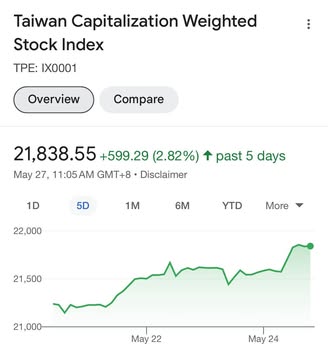 Taiwan Capitalization Weighted
Stock Index
TPE: IX0001
Overview
Compare
21,838.55 +599.29 (2.82%) ↑ past 5 days
May 27, 11:05 AM GMT+8 • Disclaimer
1D 5D 1M 6M YTD More
22,000
21,500
21,000
May 22 May 24